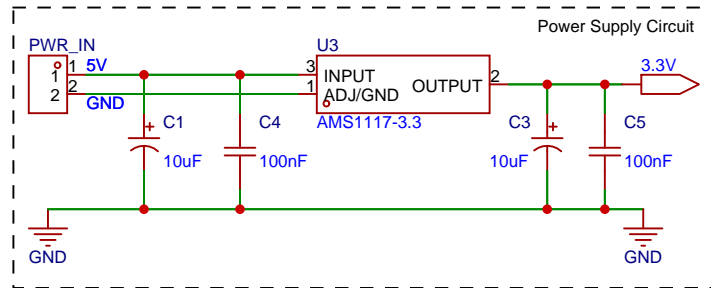 Power Supply Circuit
PWR_IN
1
2
1
2
5V
GND
U3
3
1
INPUT
ADJ/GND
OUTPUT
2
AMS1117-3.3
3.3V
C1
10uF
C4
100nF
C3
10uF
C5
100nF
GND
GND